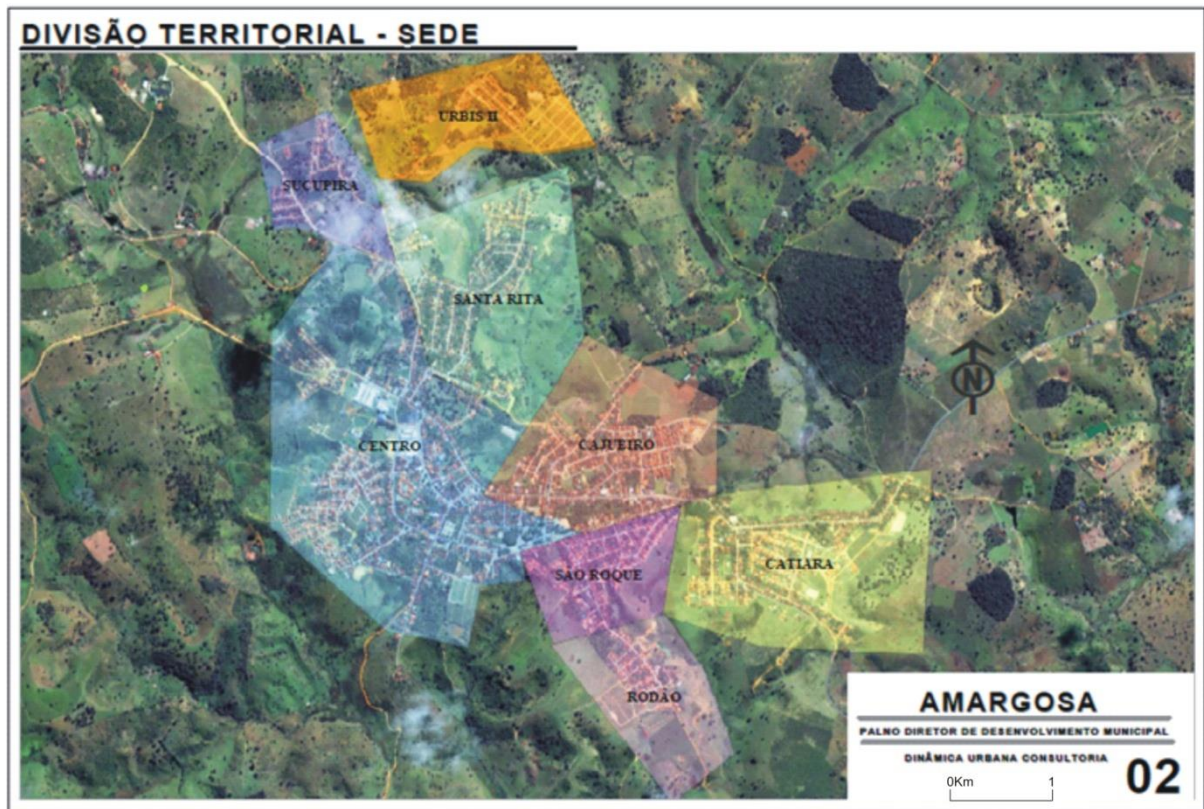 DIVISÃO TERRITORIAL - SEDE
URBIS II
SUCUPIRA
SANTA RITA
CENTRO
CAJUEIRO
N
SÃO ROQUE
CATIARA
RODÃO
AMARGOSA
PALNO DIRETOR DE DESENVOLVIMENTO MUNICIPAL
DINÂMICA URBANA CONSULTORIA
02
0Km 1